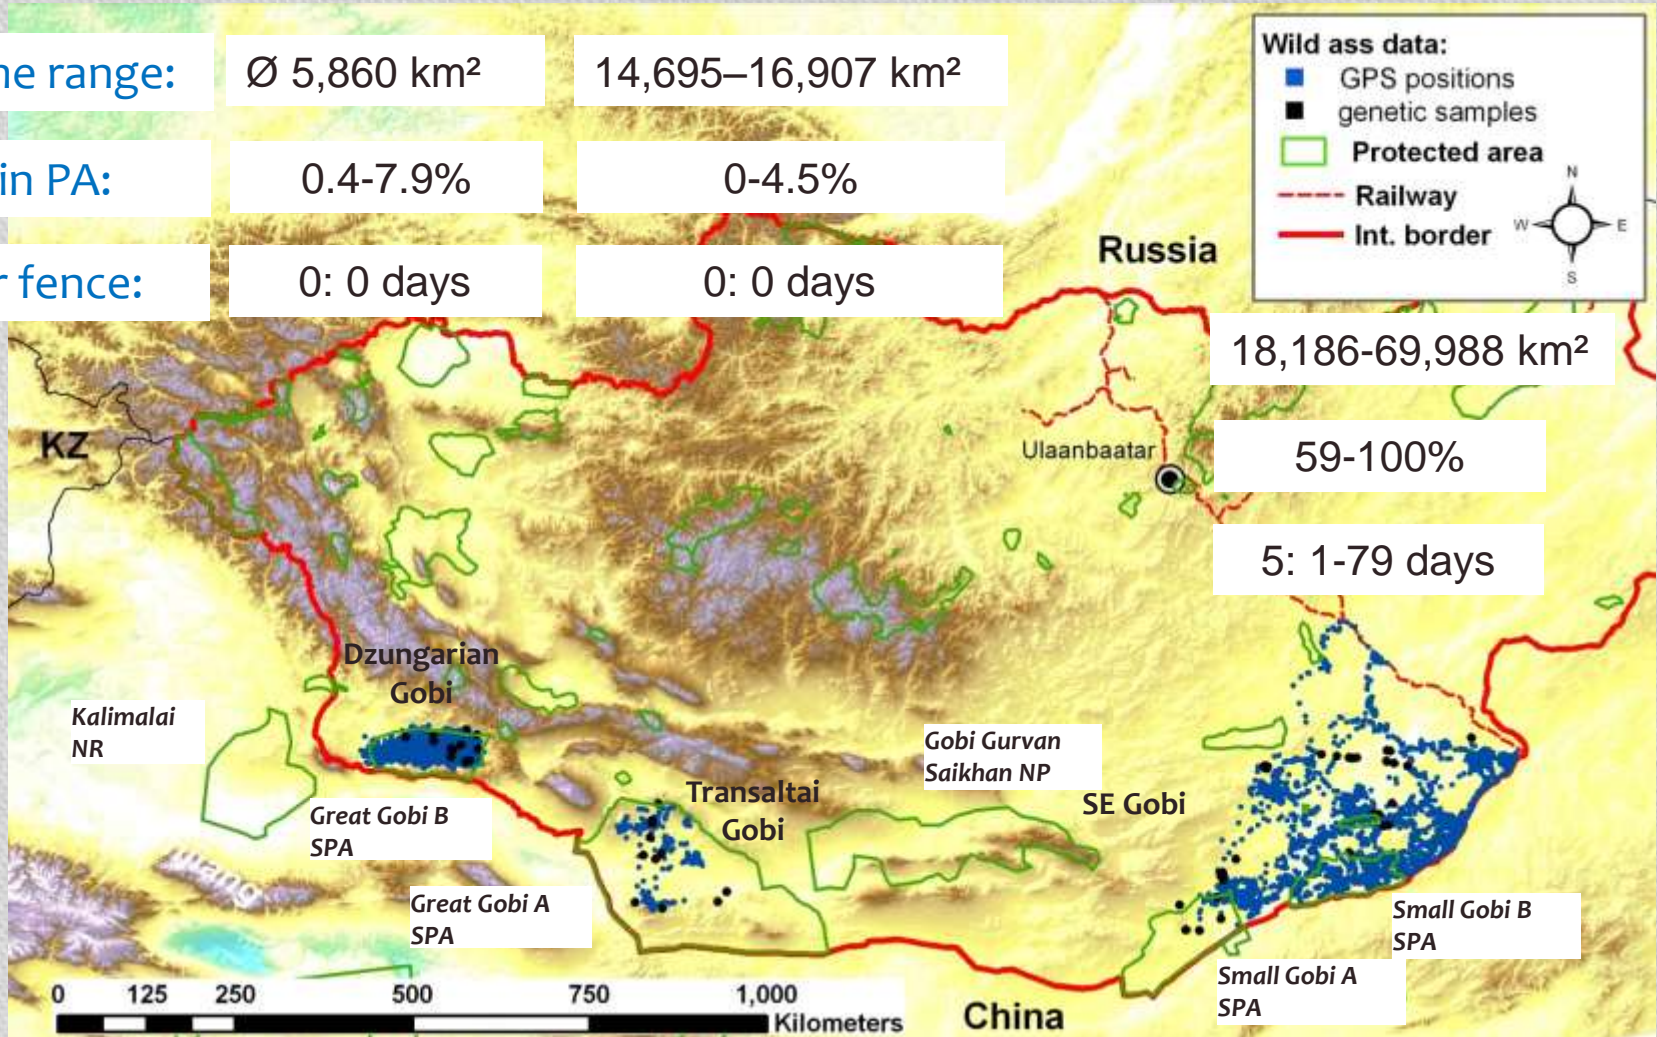 ne range:
Ø 5,860 km²
14,695–16,907 km²
in PA:
0.4-7.9%
0-4.5%
r fence:
0: 0 days
0: 0 days
Wild ass data:
GPS positions
genetic samples
Protected area
Railway
Int. border
N
W
E
S
Russia
18,186-69,988 km²
KZ
Ulaanbaatar
59-100%
5: 1-79 days
Dzungarian
Gobi
Kalimalai
NR
Gobi Gurvan
Saikhan NP
Transaltai
Gobi
SE Gobi
Great Gobi B
SPA
Great Gobi A
SPA
Small Gobi B
SPA
Small Gobi A
SPA
0 125 250 500 750 1,000
Kilometers
China